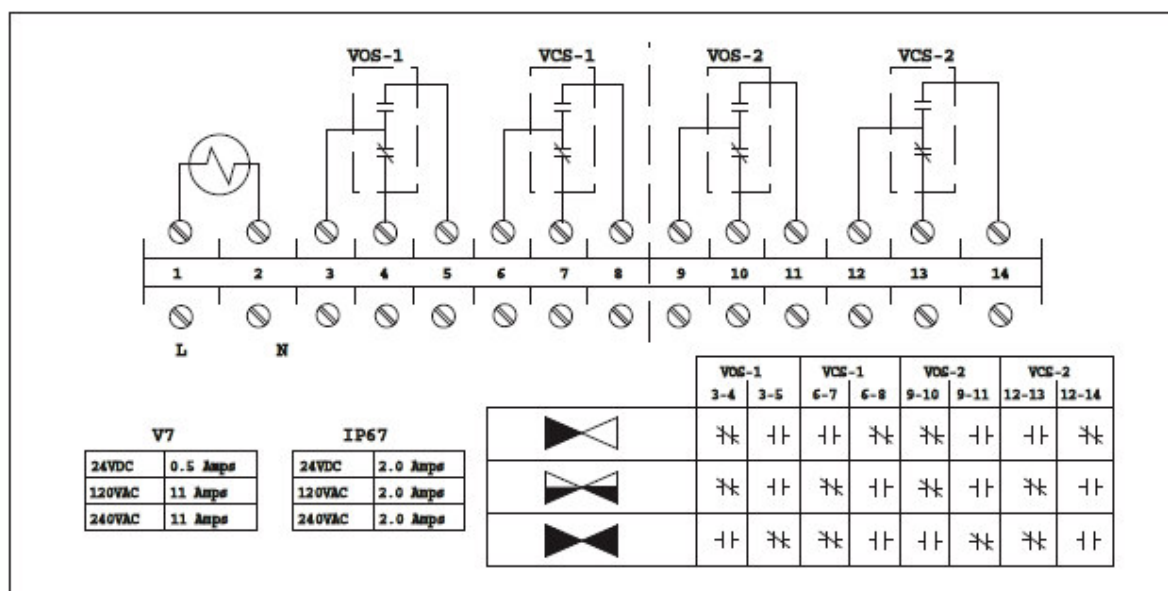 VOS-1 VCS-1 VOS-2 VCS-2
1 2 3 4 5 6 7 8 9 10 11 12 13 14
L N
VOS-1 VCS-1 VOS-2 VCS-2
3-4 3-5 6-7 6-8 9-10 9-11 12-13 12-14
V7
24VDC 0.5 Amps
120VAC 11 Amps
240VAC 11 Amps
IP67
24VDC 2.0 Amps
120VAC 2.0 Amps
240VAC 2.0 Amps